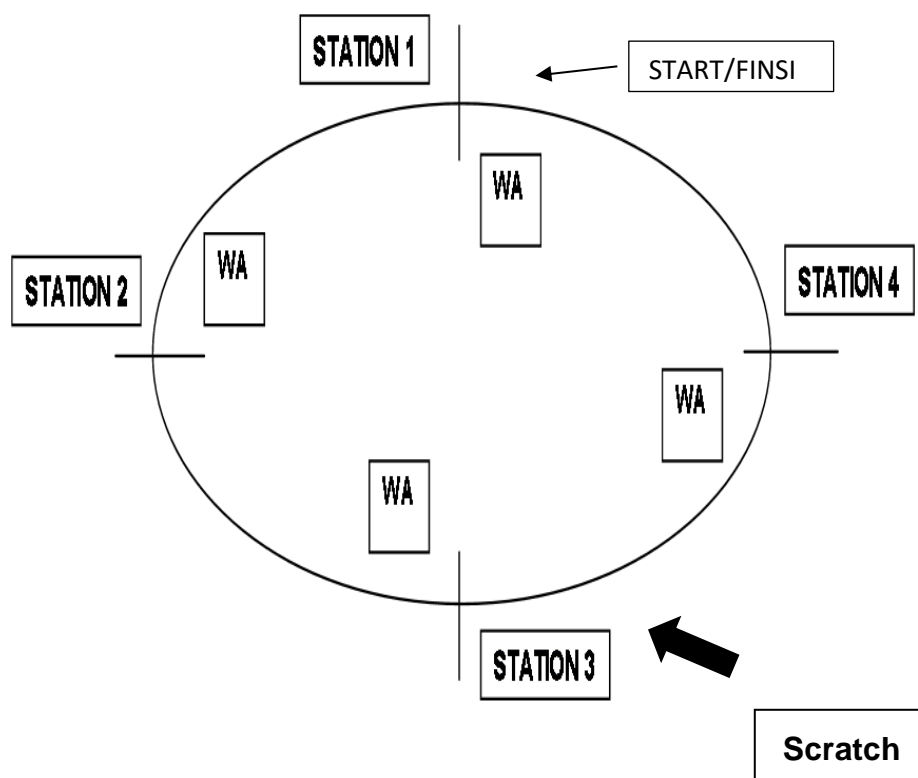 STATION 1
START/FINSI
WA
WA
STATION 2
STATION 4
WA
WA
STATION 3
Scratch